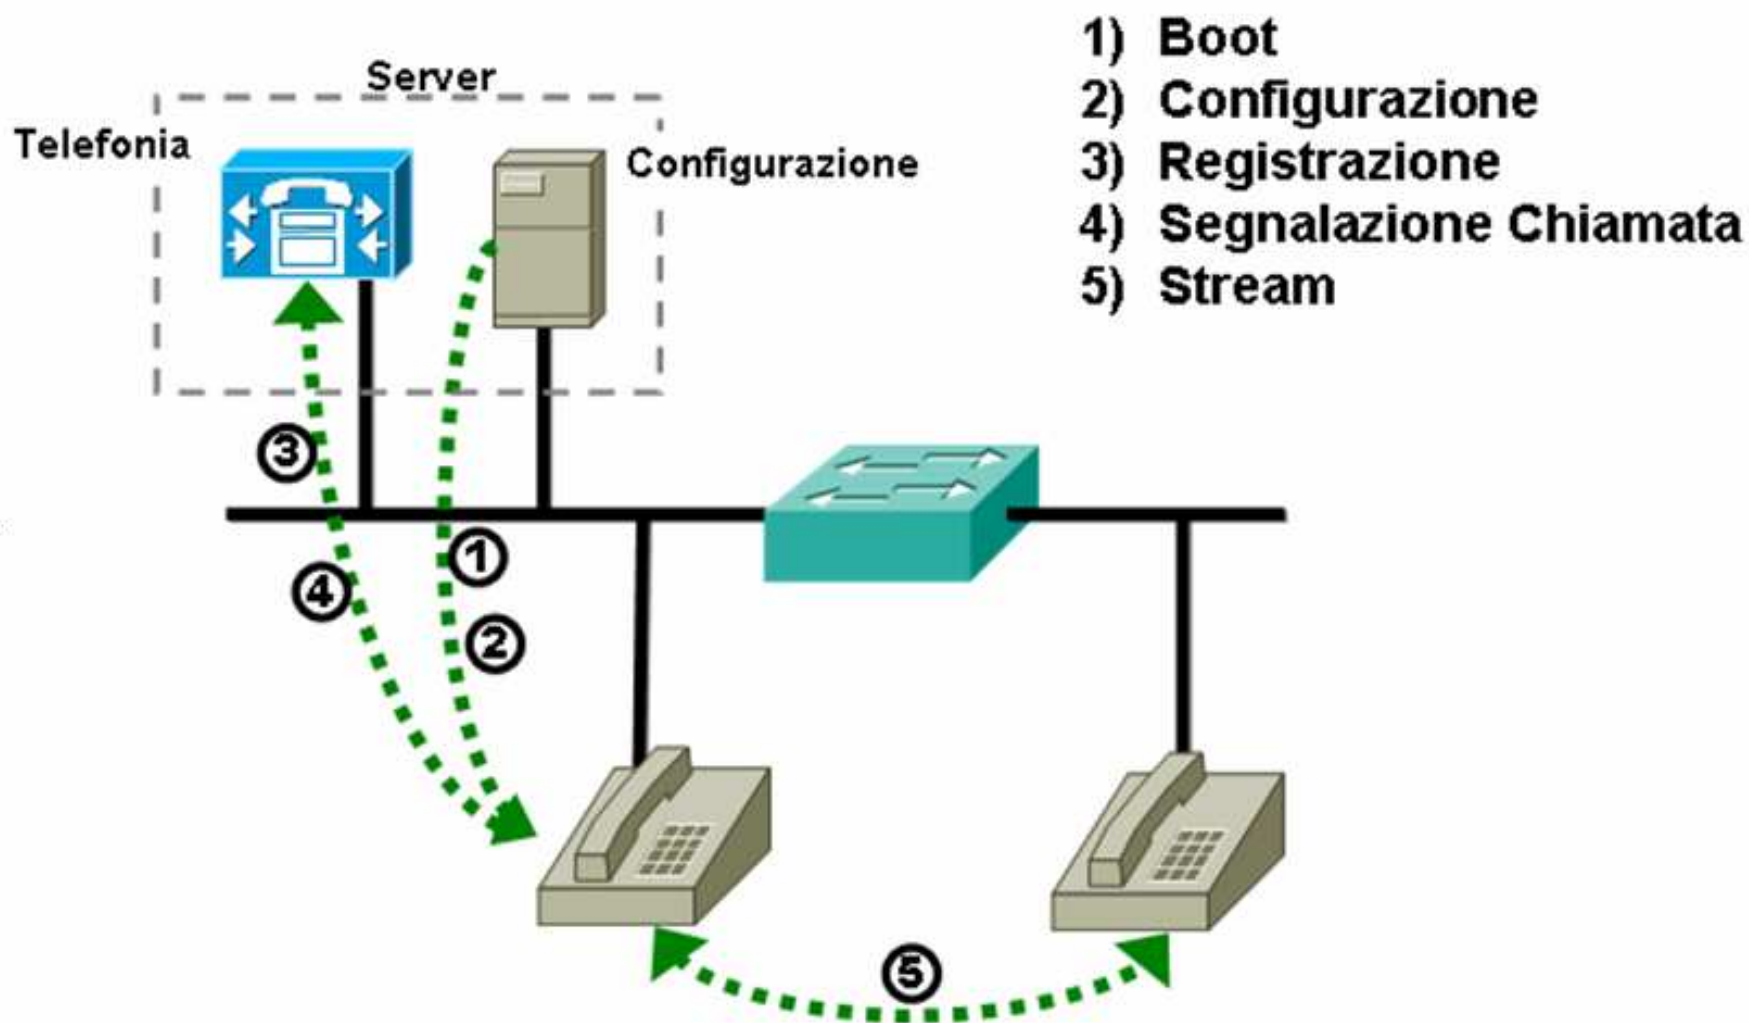 1) Boot
2) Configurazione
3) Registrazione
4) Segnalazione Chiamata
5) Stream
Server
Telefonia
Configurazione
3
1
4
2
5